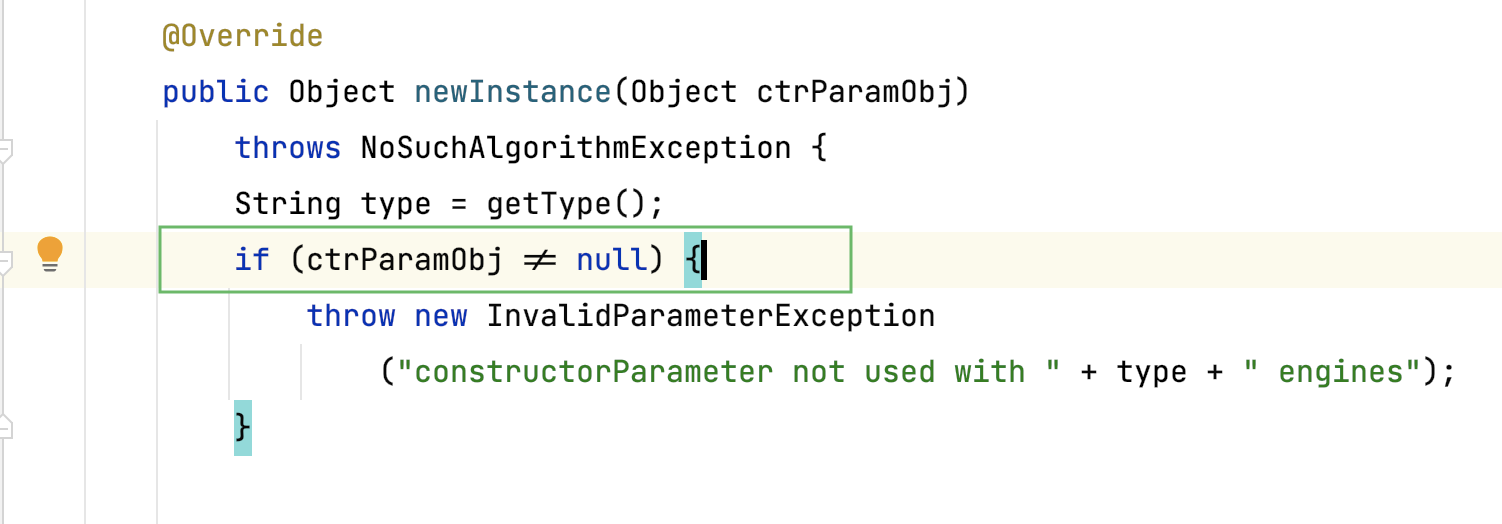 @Override
public Object newInstance(Object ctrParamObj)
throws NoSuchAlgorithmException {
String type = getType();
if (ctrParamObj ≠ null) {
throw new InvalidParameterException
("constructorParameter not used with " + type + " engines");
}